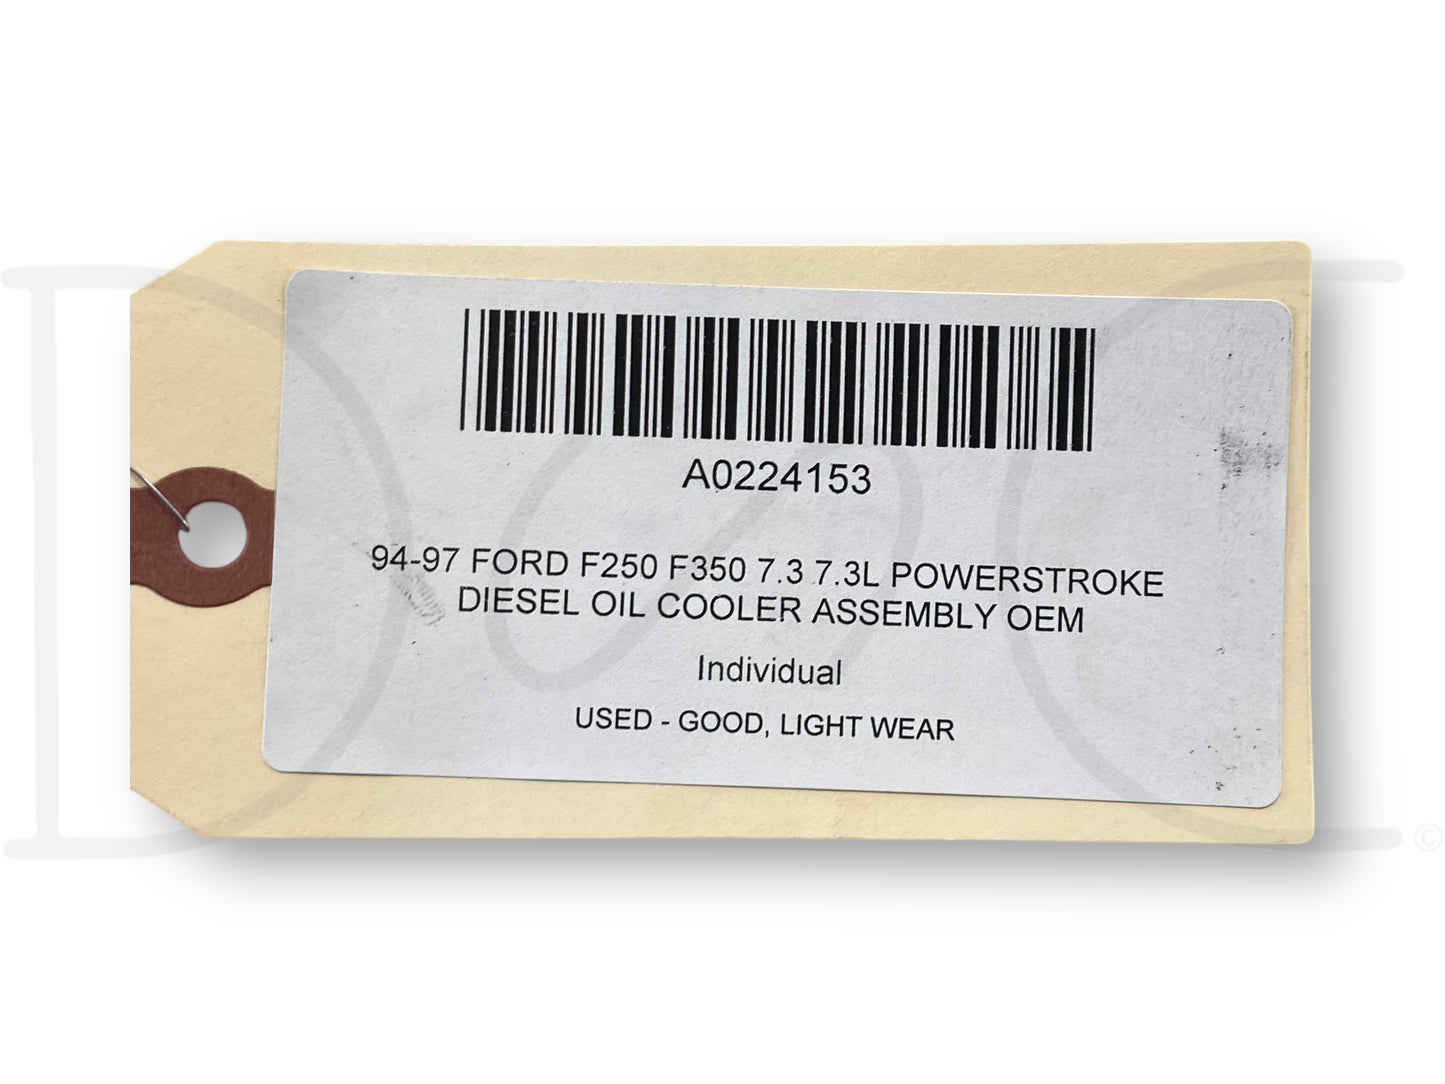 A0224153
94-97 FORD F250 F350 7.3 7.3L POWERSTROKE
DIESEL OIL COOLER ASSEMBLY OEM
Individual
USED - GOOD, LIGHT WEAR
©